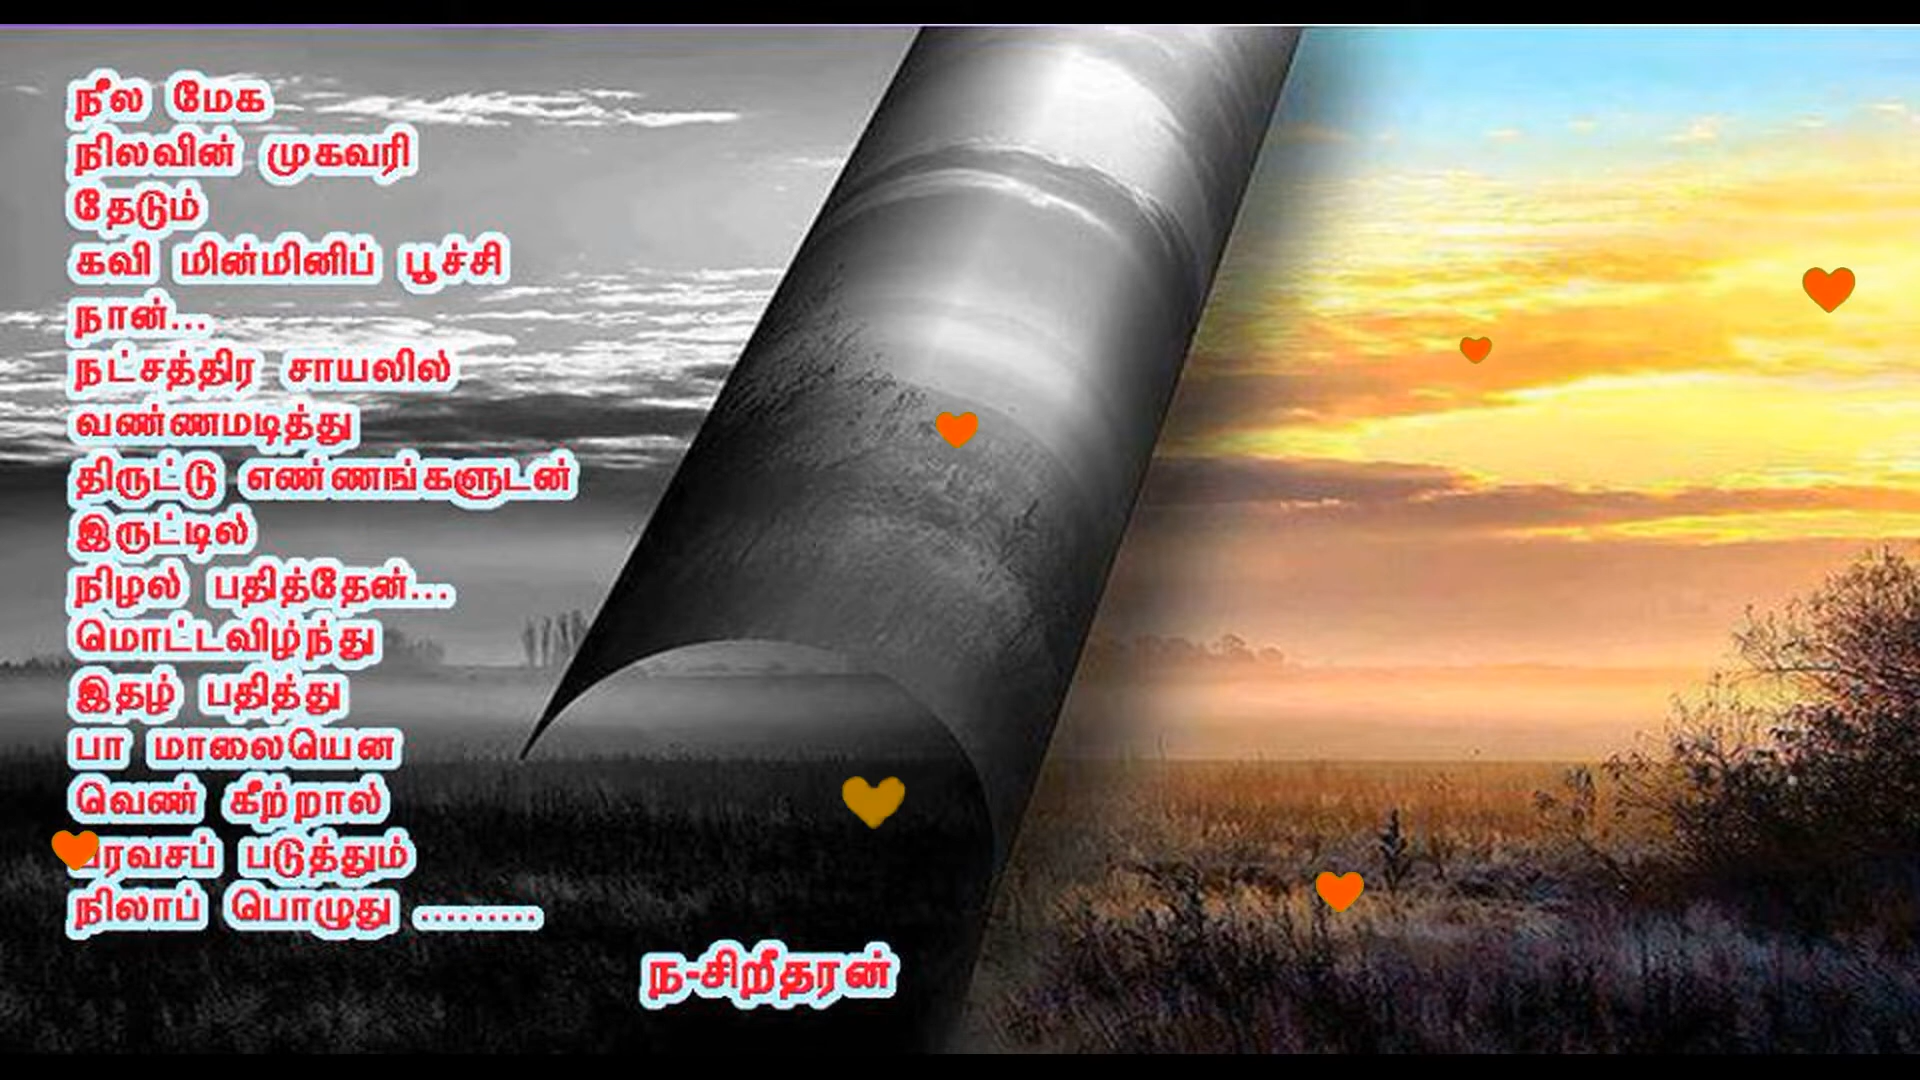 நீல மேக
நிலவின் முகவரி
தேடும்
கவி மின்மினிப் பூச்சி
நான்...
நட்சத்திர சாயலில்
வண்ணமடித்து
திருட்டு எண்ணங்களுடன்
இருட்டில்
நிழல் பதித்தேன்...
மொட்டவிழ்ந்து
இதழ் பதித்து
பா மாலையென
வெண் கீற்றால்
பரவசப் படுத்தும்
நிலாப் பொழுது .........
ந-சிறீதரன்